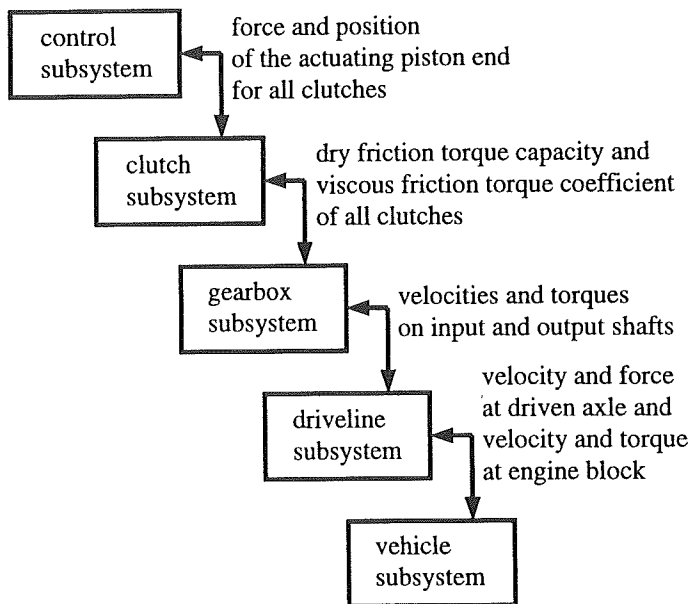 control
subsystem
force and position
of the actuating piston end
for all clutches
clutch
subsystem
dry friction torque capacity and
viscous friction torque coefficient
of all clutches
gearbox
subsystem
velocities and torques
on input and output shafts
driveline
subsystem
velocity and force
at driven axle and
velocity and torque
at engine block
vehicle
subsystem